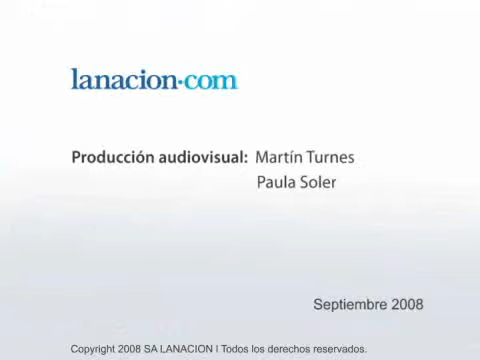 lanacion·com
Producción audiovisual: Martín Turnes
Paula Soler
Septiembre 2008
Copyright 2008 SA LANACION l Todos los derechos reservados.